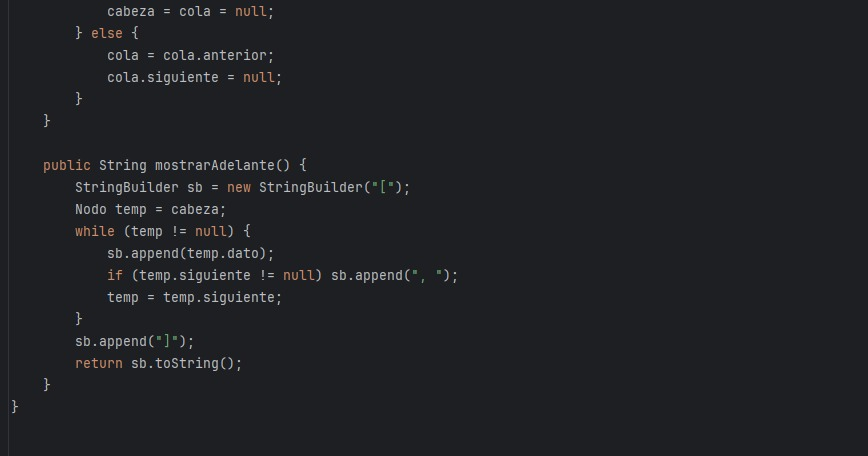 cabeza = cola = null;
        } else {
            cola = cola.anterior;
            cola.siguiente = null;
        }
    }

    public String mostrarAdelante() {
        StringBuilder sb = new StringBuilder("[");
        Nodo temp = cabeza;
        while (temp != null) {
            sb.append(temp.dato);
            if (temp.siguiente != null) sb.append(", ");
            temp = temp.siguiente;
        }
        sb.append("]");
        return sb.toString();
    }
}